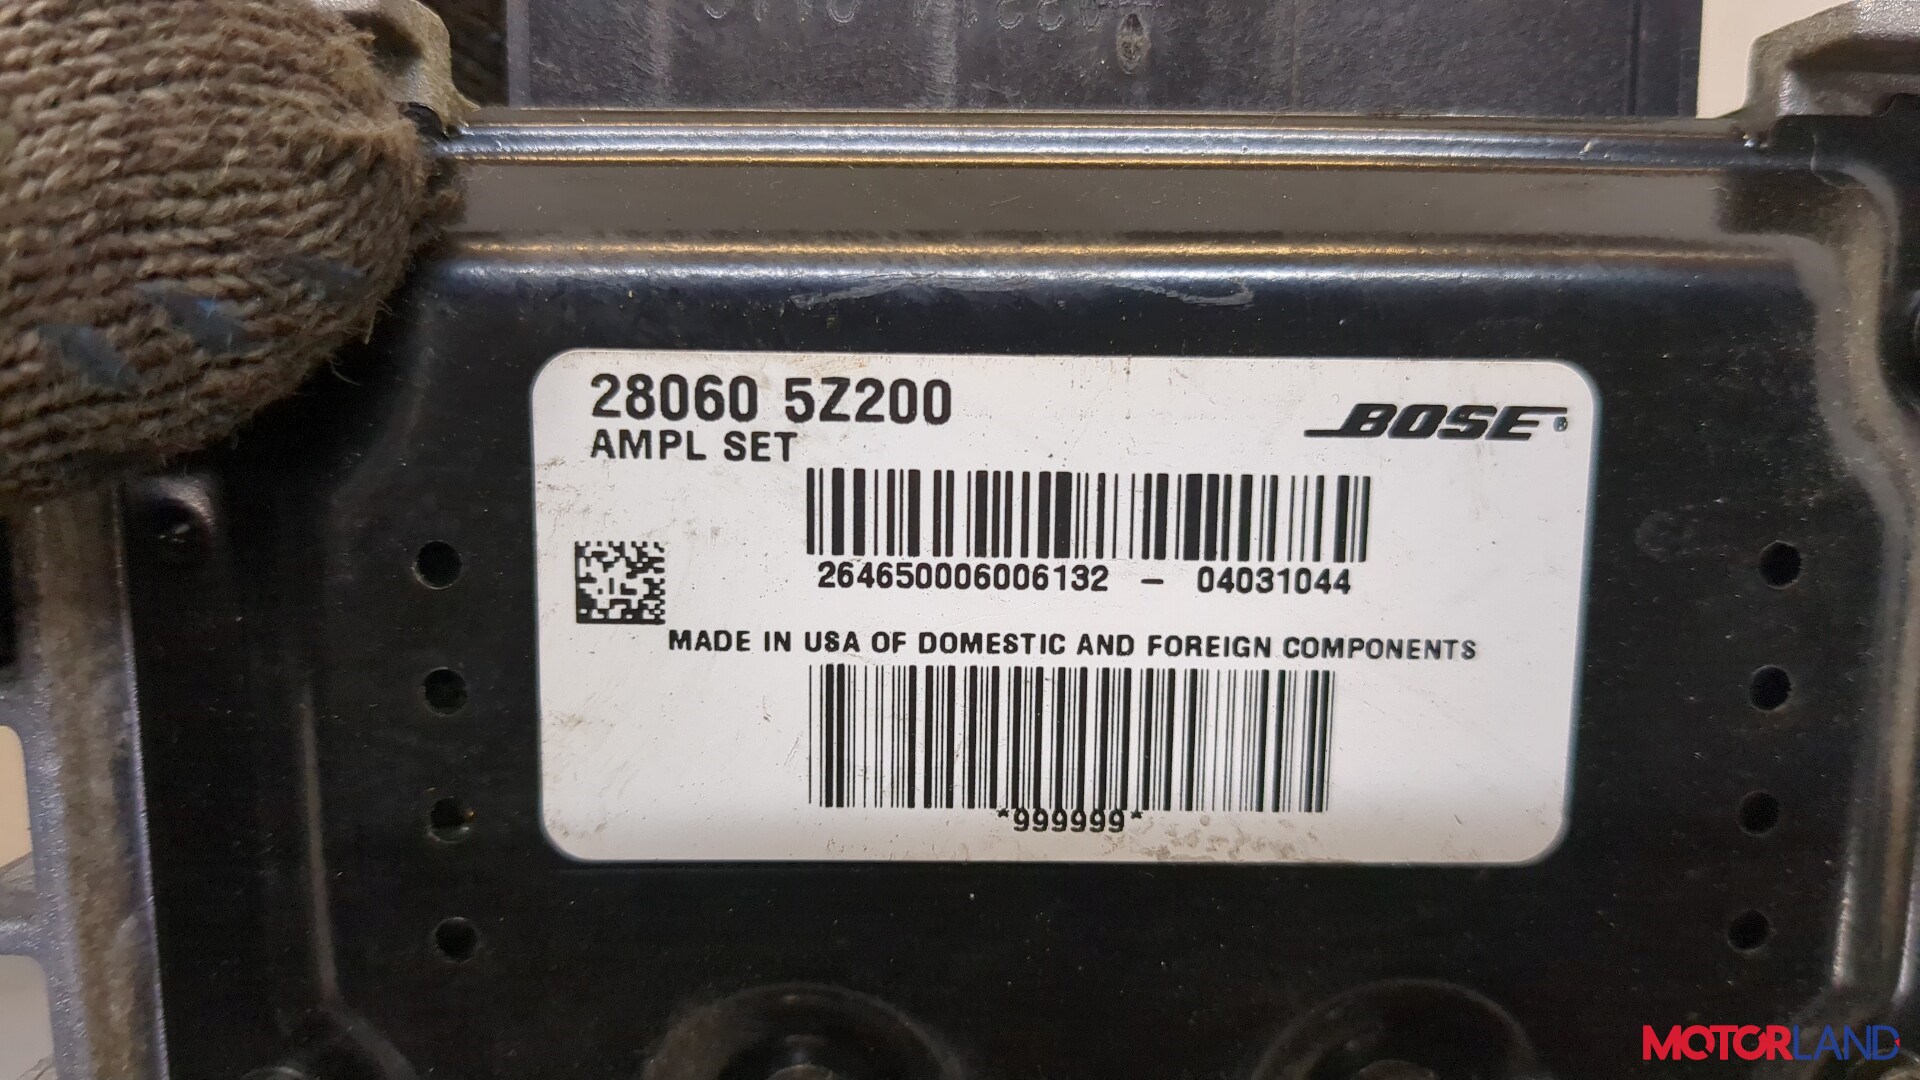 28060 5Z200
AMPL SET
BOSE®
264650006006132 – 04031044
MADE IN USA OF DOMESTIC AND FOREIGN COMPONENTS
*999999*
MOTORLAND